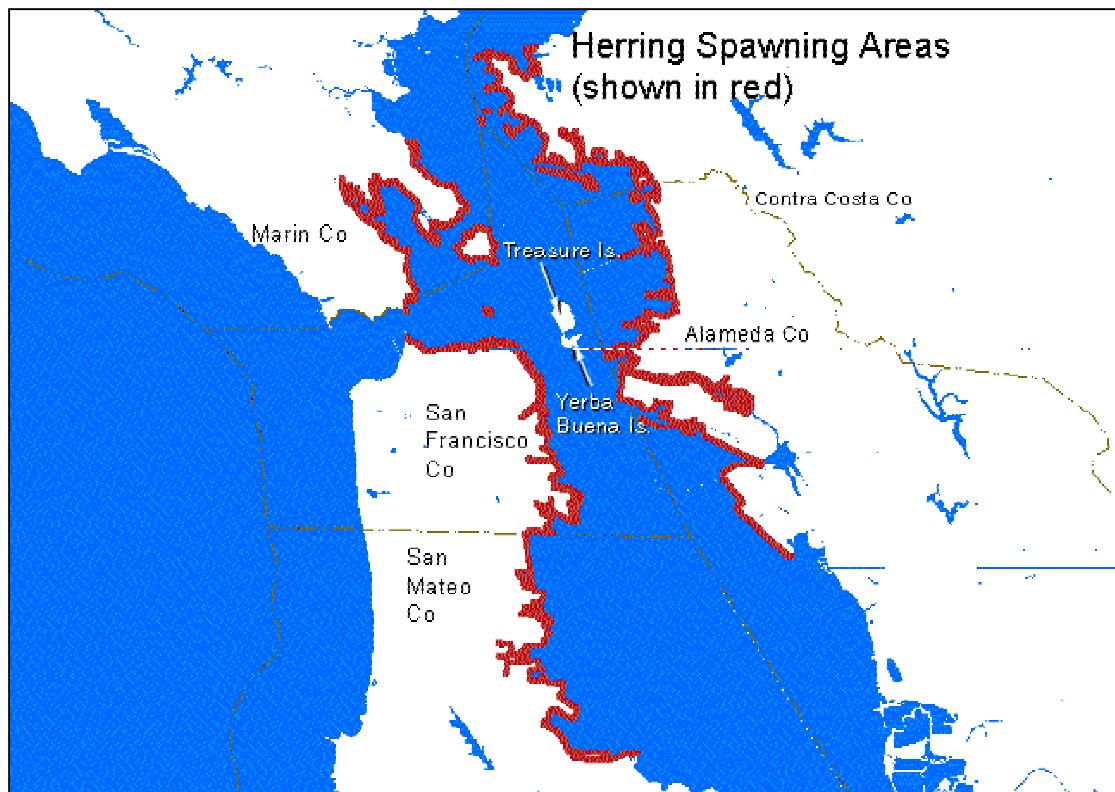 Herring Spawning Areas
(shown in red)
Contra Costa Co
Marin Co
Treasure Is.
Alameda Co
Yerba
Buena Is.
San
Francisco
Co
San
Mateo
Co